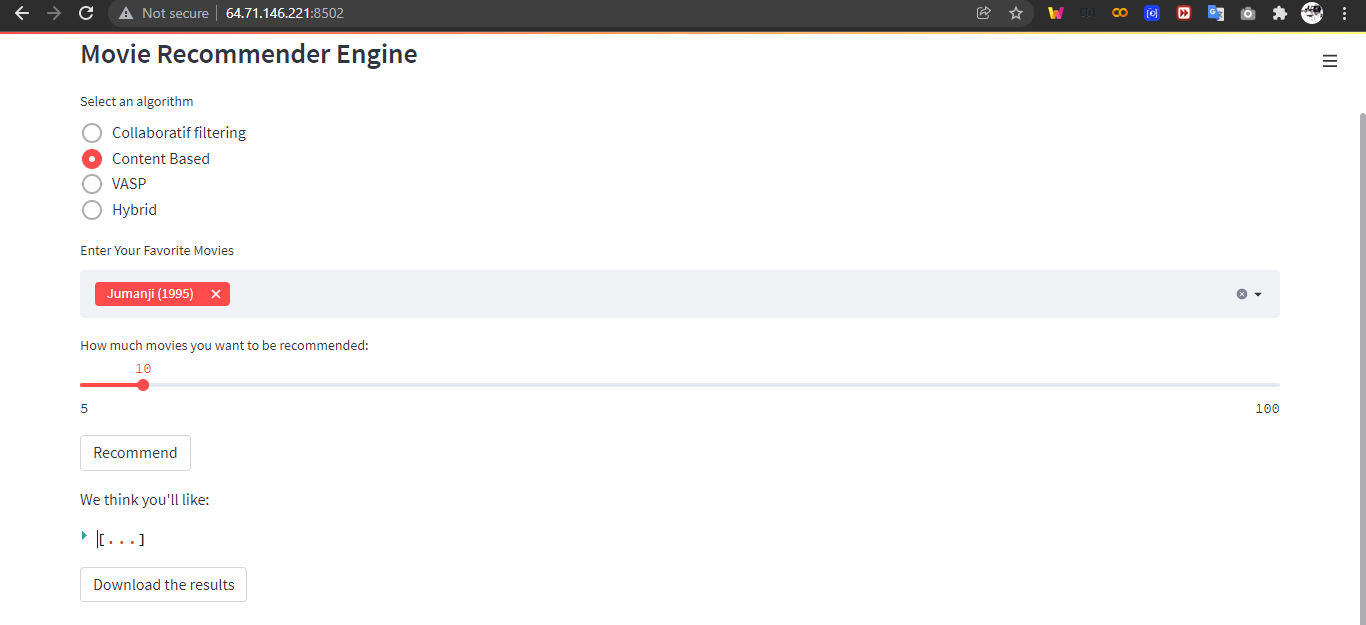 Not secure 64.71.146.221:8502
Movie Recommender Engine
Select an algorithm
Collaboratif filtering
Content Based
VASP
Hybrid
Enter Your Favorite Movies
Jumanji (1995)
How much movies you want to be recommended:
10
5 100
Recommend
We think you'll like:
[...]
Download the results